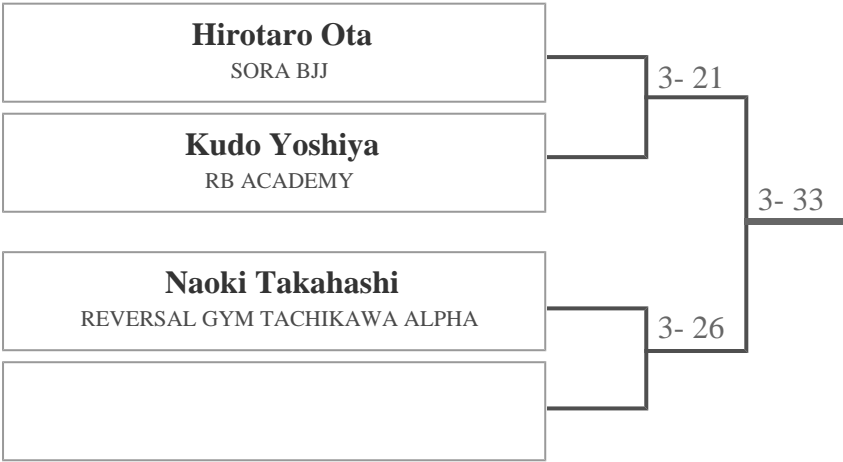 Hirotaro Ota
SORA BJJ
3- 21
Kudo Yoshiya
RB ACADEMY
3- 33
Naoki Takahashi
REVERSAL GYM TACHIKAWA ALPHA
3- 26